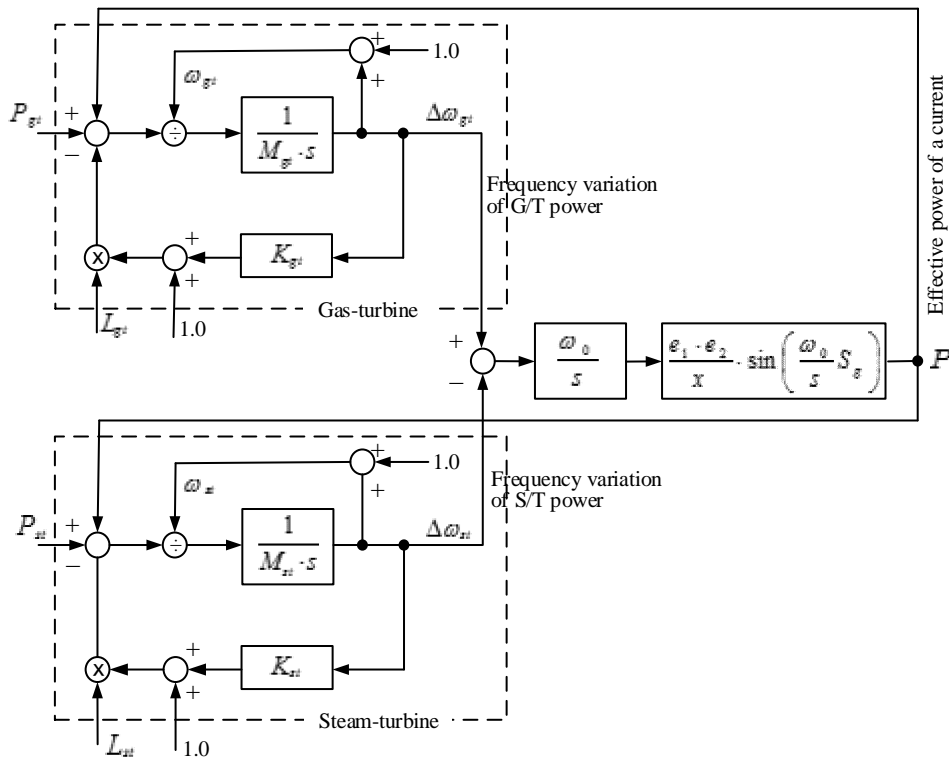 1.0
+
+
ω_gt
P_gt
+
−
÷
1
M_gt · s
Δω_gt
Frequency variation
of G/T power
Effective power of a current
K_gt
+
+
x
L_gt
1.0
Gas-turbine
+
−
ω_0
s
e_1 · e_2
x
· sin( ω_0
s
S_g )
P
1.0
+
+
ω_st
Frequency variation
of S/T power
P_st
+
−
÷
1
M_st · s
Δω_st
K_st
+
+
x
L_st
1.0
Steam-turbine